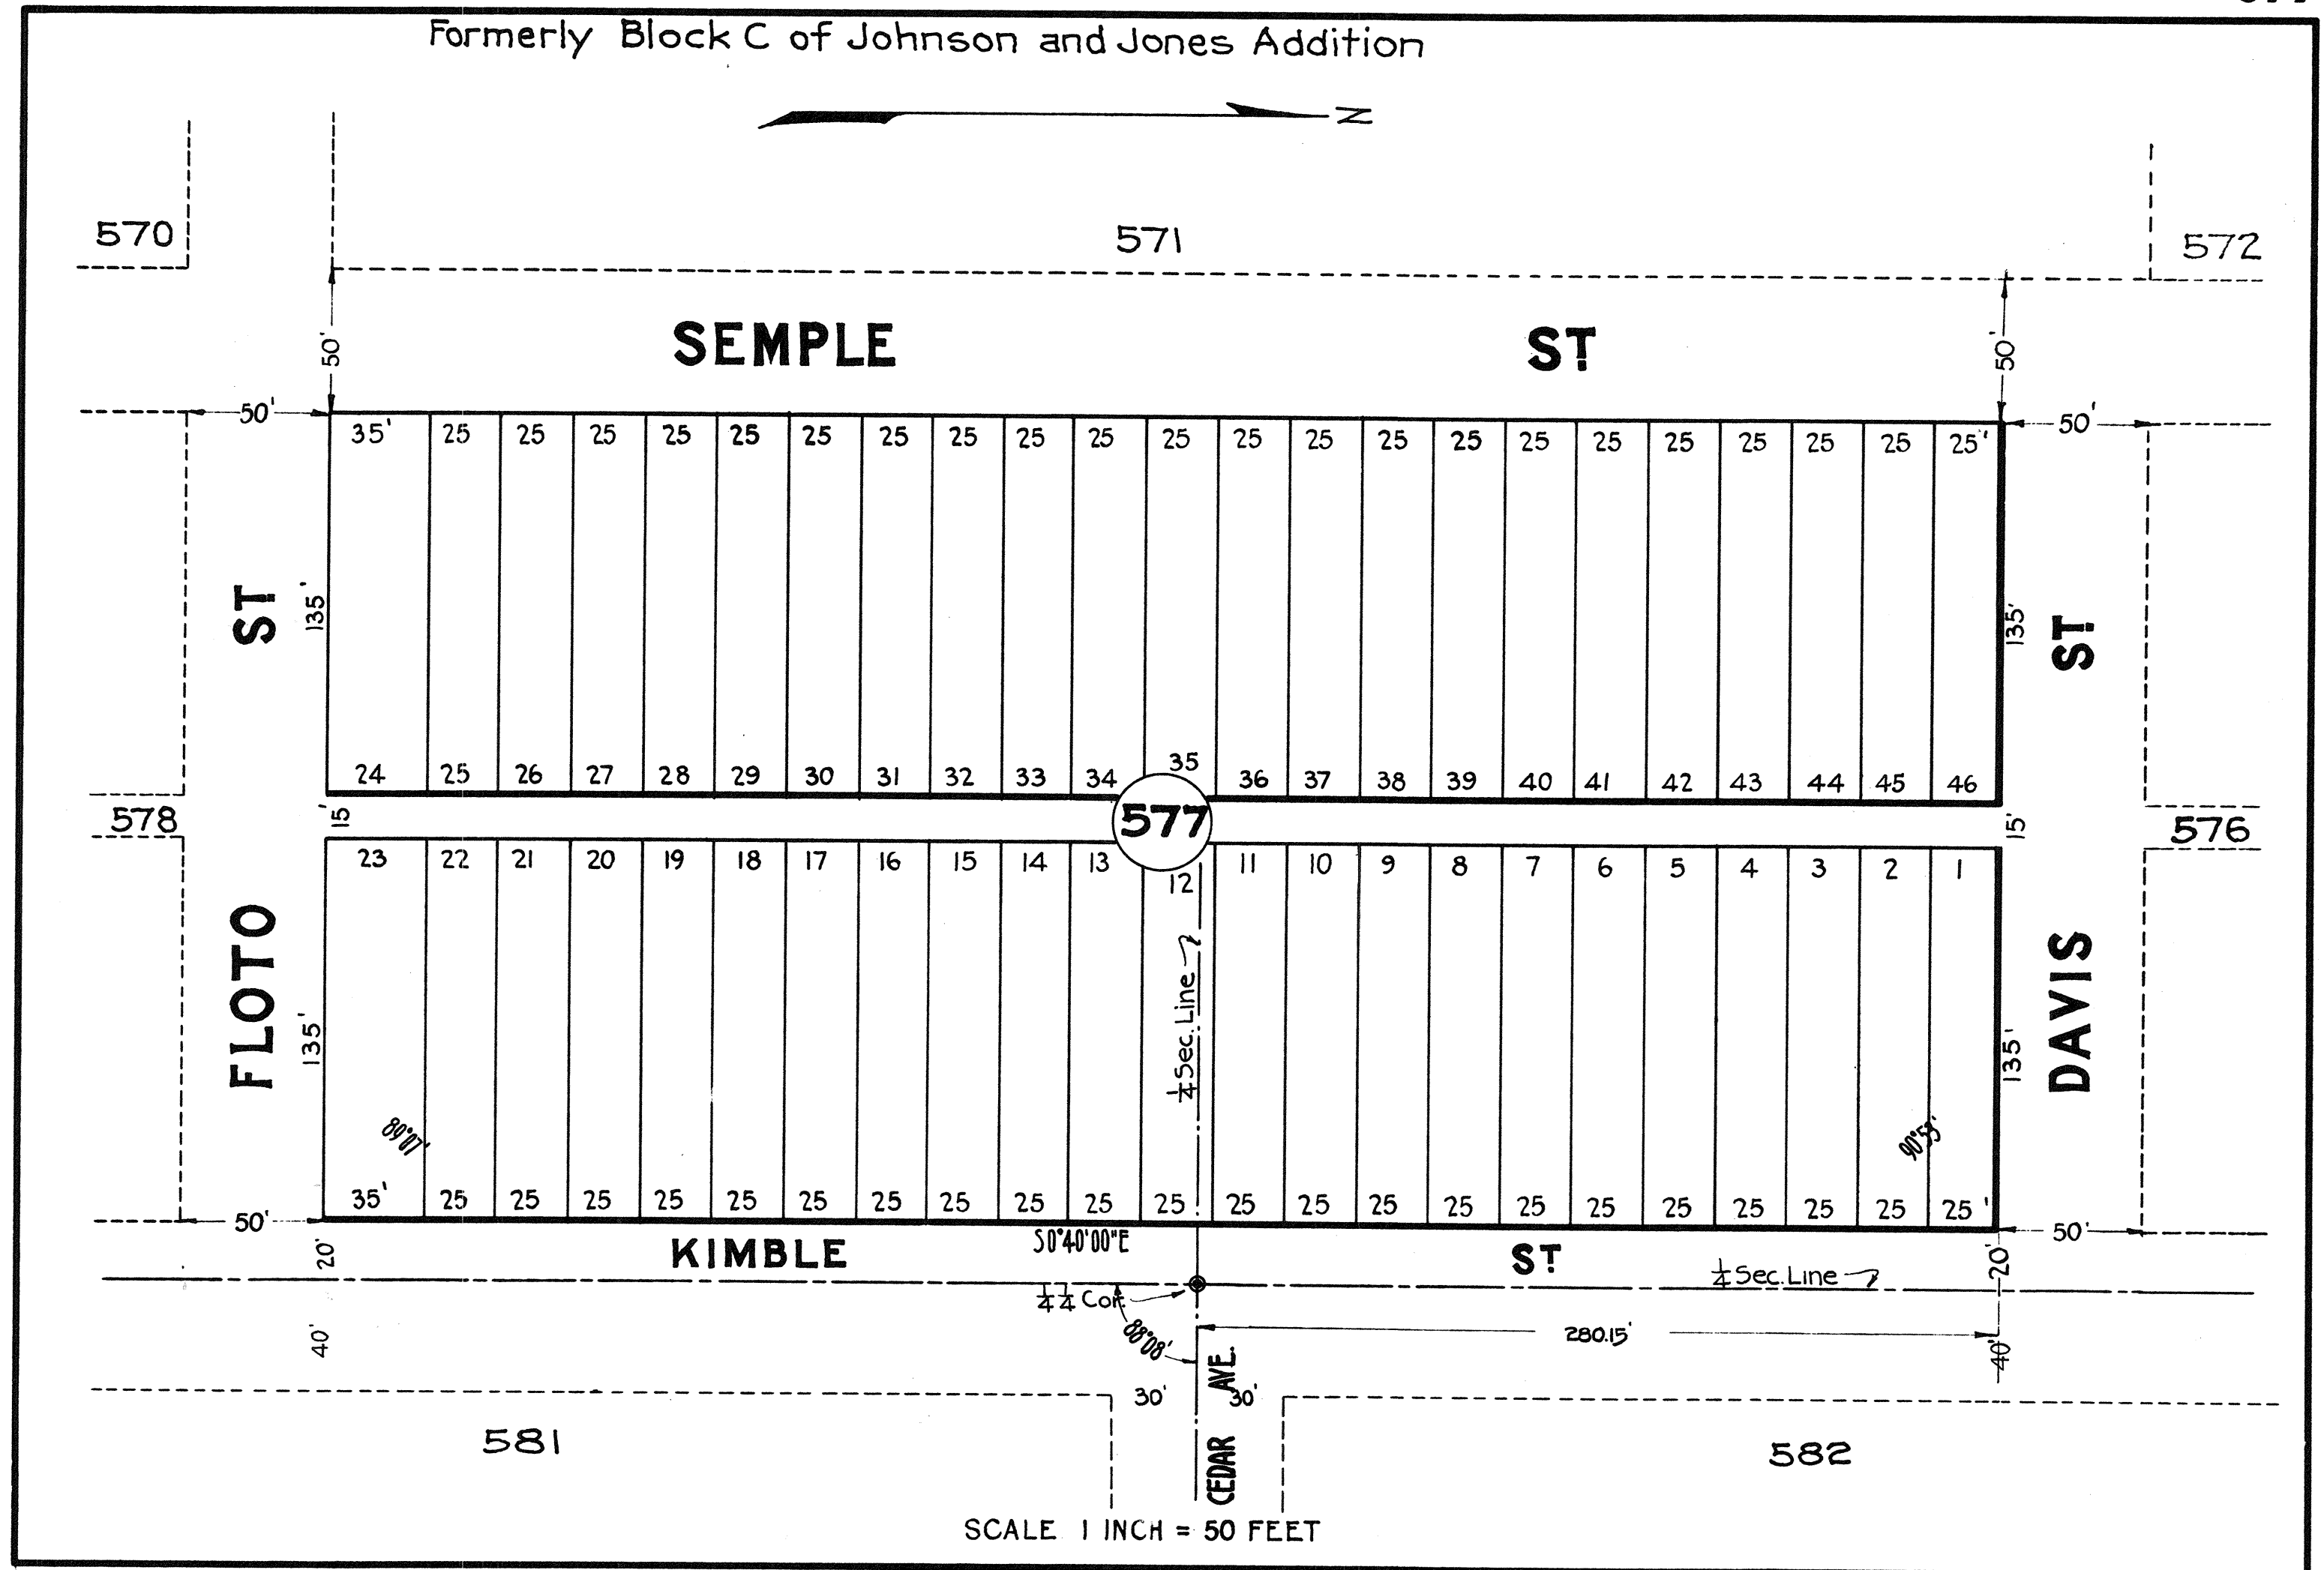 Formerly Block C of Johnson and Jones Addition
N
570
571
572
50'
SEMPLE ST
50'
50'
50'
35' 25 25 25 25 25 25 25 25 25 25 25 25 25 25 25 25 25 25 25 25 25 25'
ST
135'
135'
ST
24 25 26 27 28 29 30 31 32 33 34 35 36 37 38 39 40 41 42 43 44 45 46
578
15'
577
15'
576
23 22 21 20 19 18 17 16 15 14 13 12 11 10 9 8 7 6 5 4 3 2 1
FLOTO
135'
1/4 Sec. Line
135'
DAVIS
89°07'
90°53'
35' 25 25 25 25 25 25 25 25 25 25 25 25 25 25 25 25 25 25 25 25 25 25'
50'
50'
20'
KIMBLE ST
S0°40'00"E
20'
1/4 Sec. Line
1/4 1/4 Cor.
40'
88°08'
280.15'
40'
30'
30'
CEDAR AVE.
581
582
SCALE 1 INCH = 50 FEET